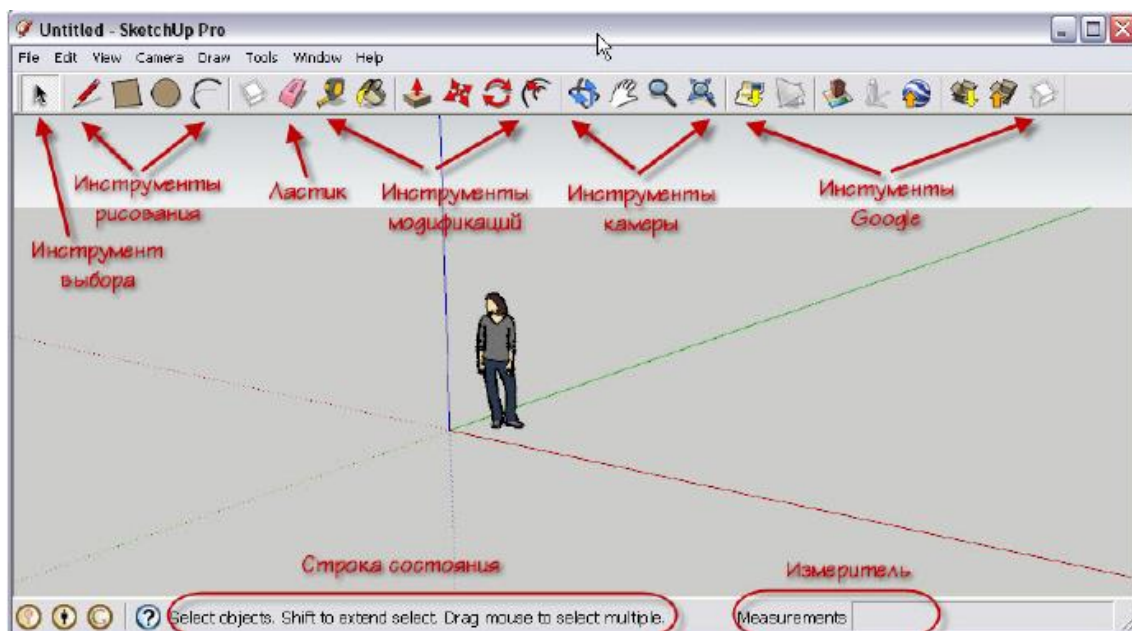 Untitled - SketchUp Pro
File Edit View Camera Draw Tools Window Help
Инструменты
рисования
Ластик
Инструменты
модификаций
Инструменты
камеры
Инстументы
Google
Инструмент
выбора
Строка состояния
Измеритель
Select objects. Shift to extend select. Drag mouse to select multiple.
Measurements